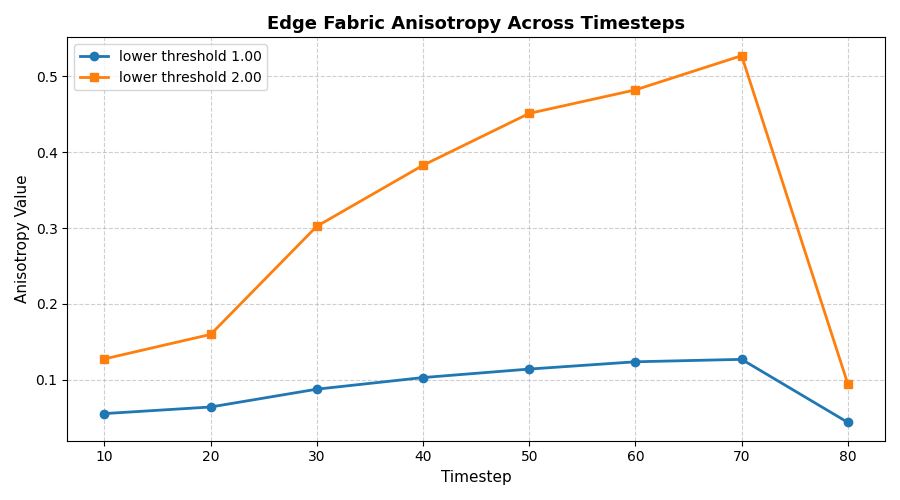 Edge Fabric Anisotropy Across Timesteps
lower threshold 1.00
lower threshold 2.00
Anisotropy Value
0.5
0.4
0.3
0.2
0.1
10 20 30 40 50 60 70 80
Timestep